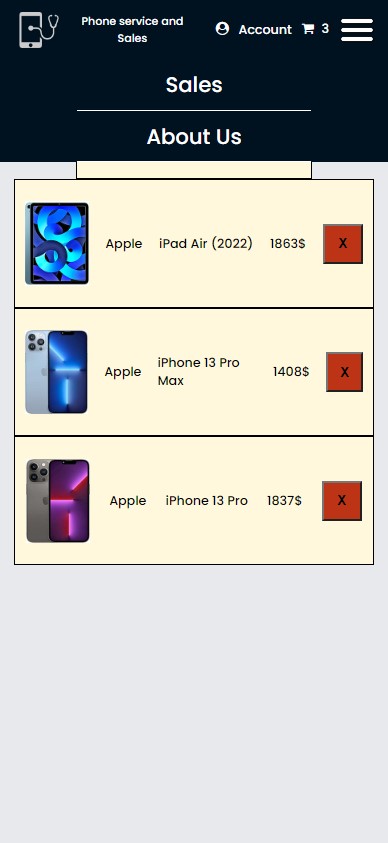 Phone service and
Sales
Account
3
Sales
About Us
Apple iPad Air (2022) 1863$ X
Apple iPhone 13 Pro
Max 1408$ X
Apple iPhone 13 Pro 1837$ X